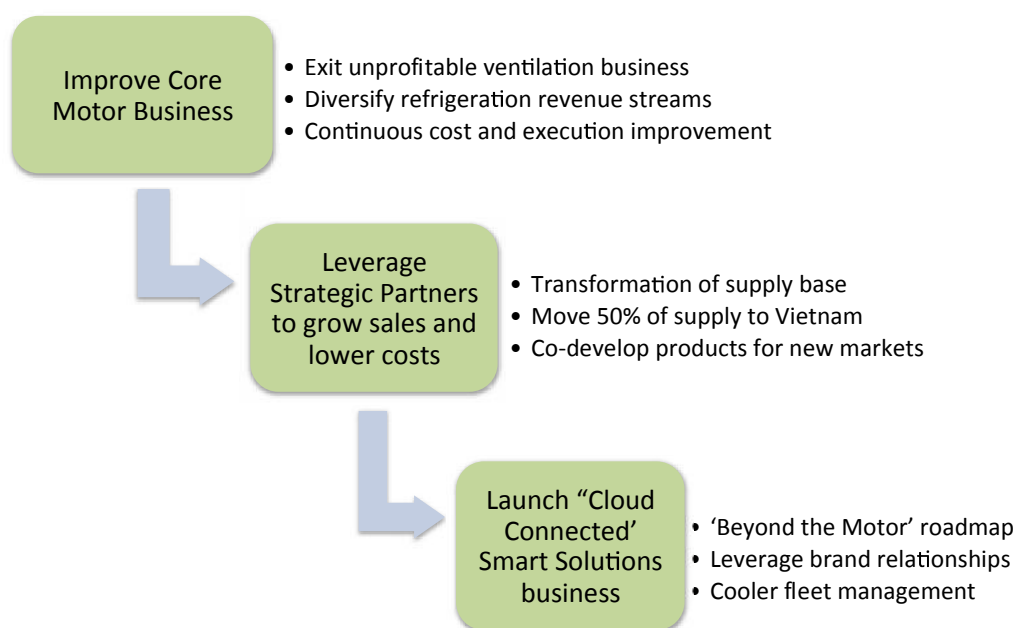 Improve Core
Motor Business
• Exit unprofitable ventilation business
• Diversify refrigeration revenue streams
• Continuous cost and execution improvement
Leverage
Strategic Partners
to grow sales and
lower costs
• Transformation of supply base
• Move 50% of supply to Vietnam
• Co-develop products for new markets
Launch “Cloud
Connected’
Smart Solutions
business
• ‘Beyond the Motor’ roadmap
• Leverage brand relationships
• Cooler fleet management